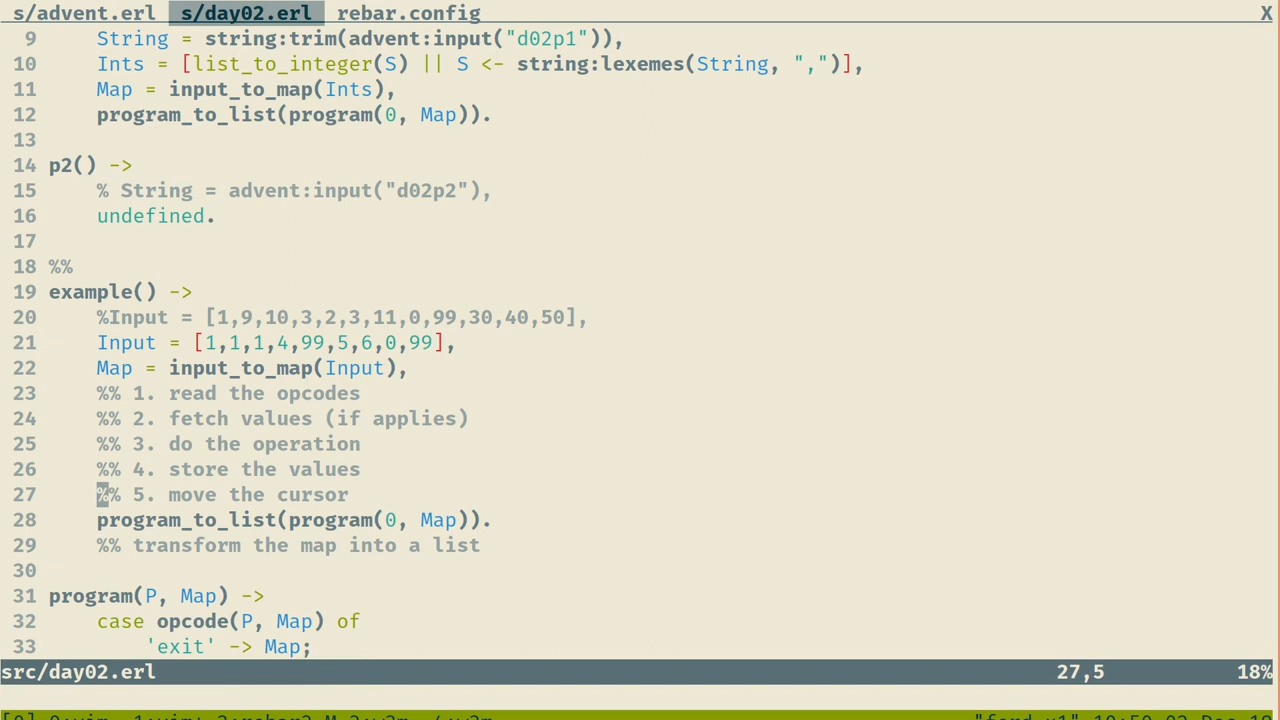 s/advent.erl s/day02.erl rebar.config X
9 String = string:trim(advent:input("d02p1")),
10 Ints = [list_to_integer(S) || S <- string:lexemes(String, ",")],
11 Map = input_to_map(Ints),
12 program_to_list(program(0, Map)).
13
14 p2() ->
15 % String = advent:input("d02p2"),
16 undefined.
17
18 %%
19 example() ->
20 %Input = [1,9,10,3,2,3,11,0,99,30,40,50],
21 Input = [1,1,1,4,99,5,6,0,99],
22 Map = input_to_map(Input),
23 %% 1. read the opcodes
24 %% 2. fetch values (if applies)
25 %% 3. do the operation
26 %% 4. store the values
27 %% 5. move the cursor
28 program_to_list(program(0, Map)).
29 %% transform the map into a list
30
31 program(P, Map) ->
32 case opcode(P, Map) of
33 'exit' -> Map;
src/day02.erl 27,5 18%